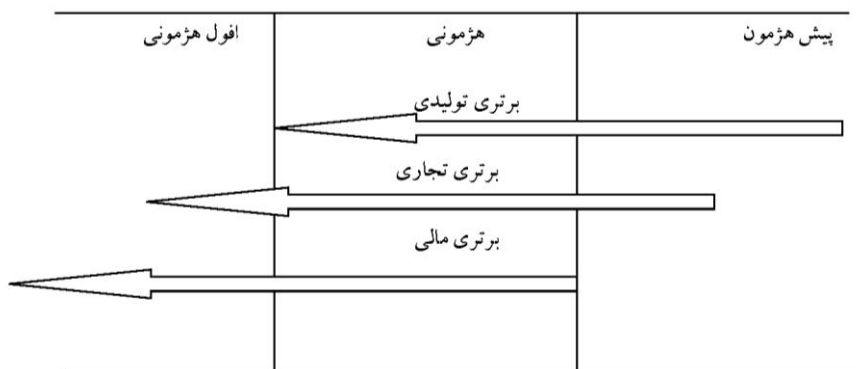 پیش هژمون
هژمونی
افول هژمونی
برتری تولیدی
برتری تجاری
برتری مالی